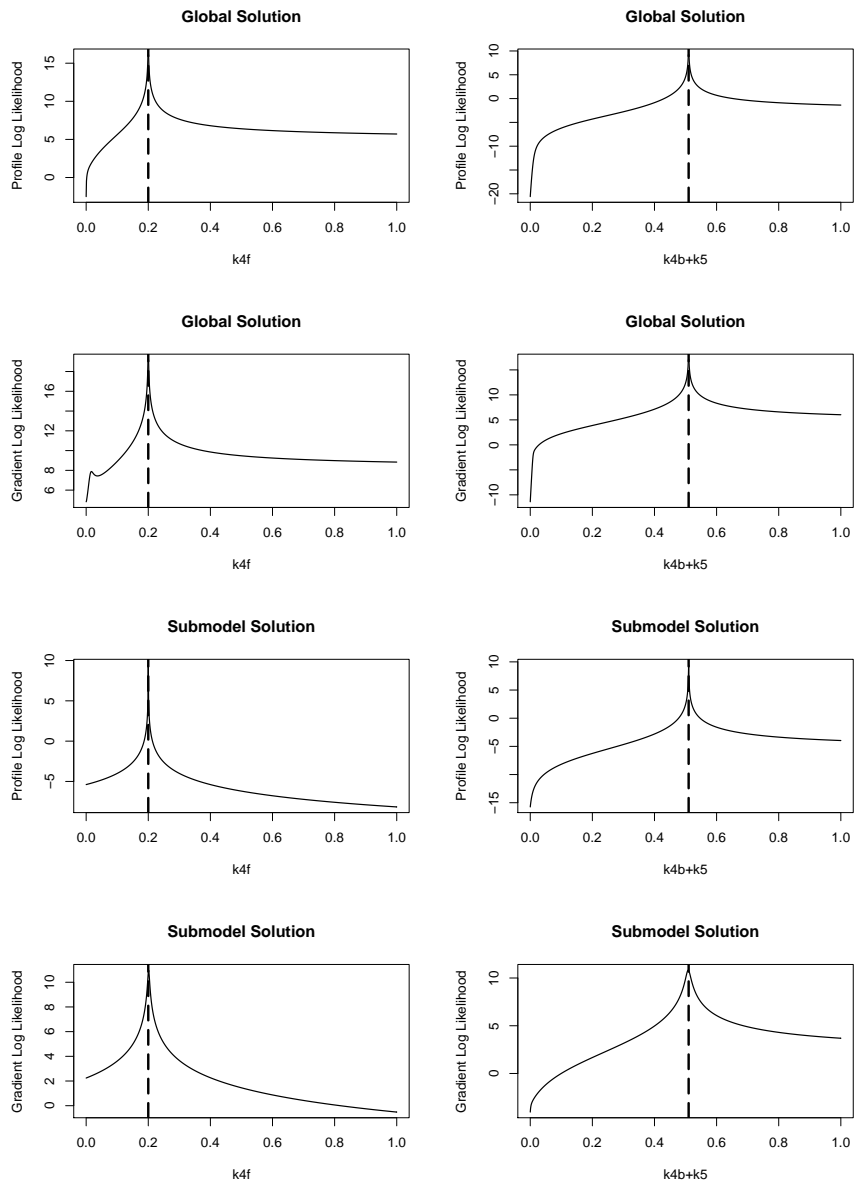 Global Solution
Profile Log Likelihood
0 5 10 15
0.0 0.2 0.4 0.6 0.8 1.0
k4f
Global Solution
Profile Log Likelihood
−20 −10 0 5 10
0.0 0.2 0.4 0.6 0.8 1.0
k4b+k5
Global Solution
Gradient Log Likelihood
6 8 12 16
0.0 0.2 0.4 0.6 0.8 1.0
k4f
Global Solution
Gradient Log Likelihood
−10 0 5 10
0.0 0.2 0.4 0.6 0.8 1.0
k4b+k5
Submodel Solution
Profile Log Likelihood
−5 0 5 10
0.0 0.2 0.4 0.6 0.8 1.0
k4f
Submodel Solution
Profile Log Likelihood
−15 −5 0 5 10
0.0 0.2 0.4 0.6 0.8 1.0
k4b+k5
Submodel Solution
Gradient Log Likelihood
0 2 4 6 8 10
0.0 0.2 0.4 0.6 0.8 1.0
k4f
Submodel Solution
Gradient Log Likelihood
0 5 10
0.0 0.2 0.4 0.6 0.8 1.0
k4b+k5